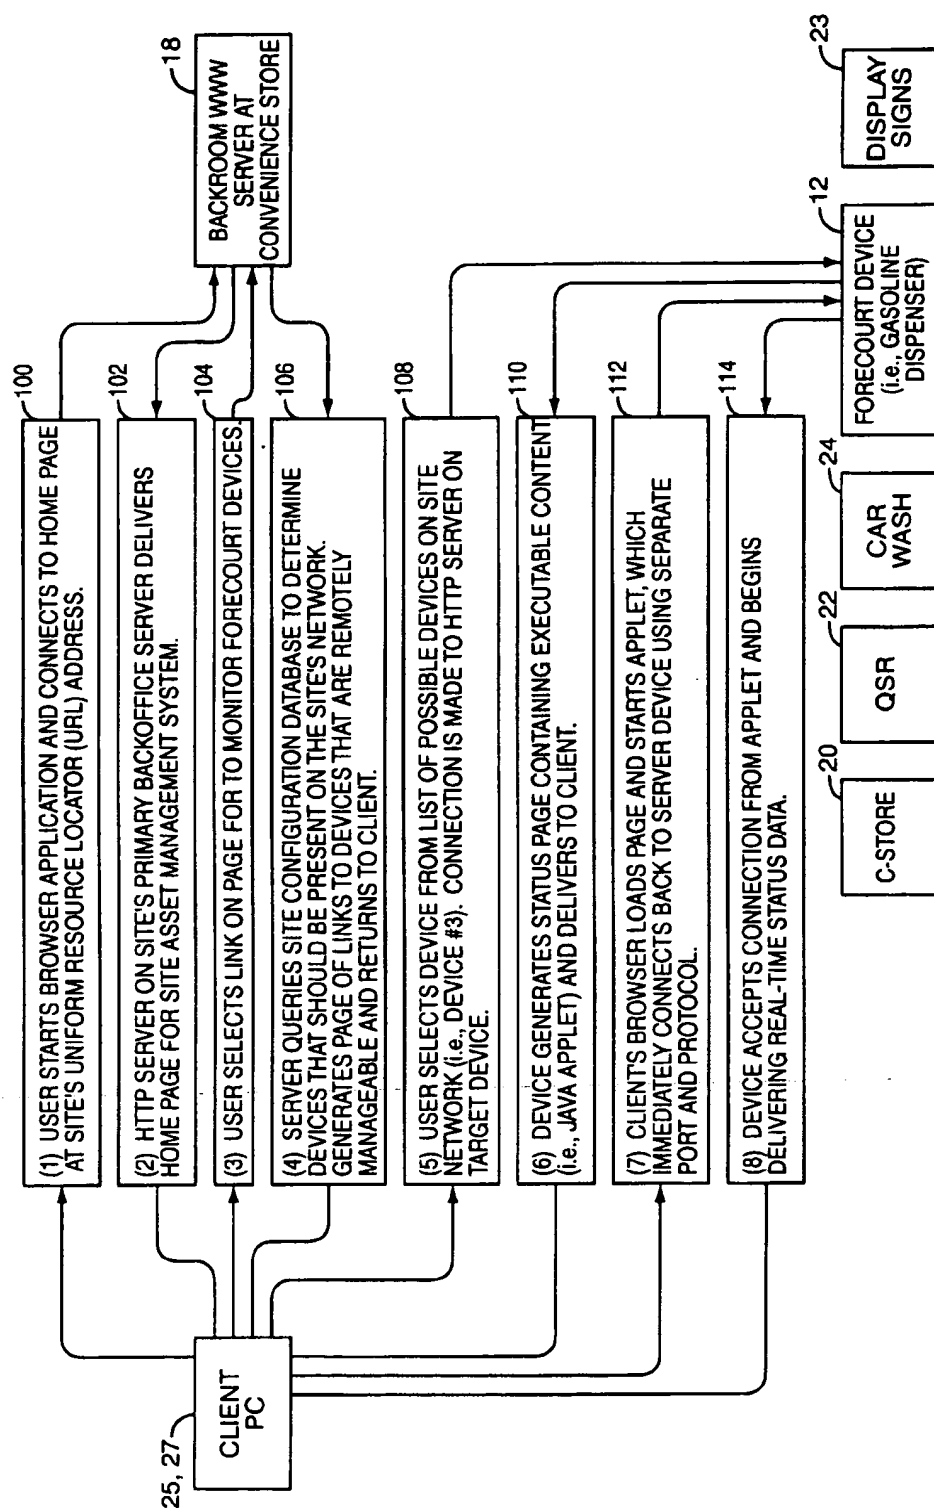 25, 27
CLIENT
PC
100
(1) USER STARTS BROWSER APPLICATION AND CONNECTS TO HOME PAGE
AT SITE'S UNIFORM RESOURCE LOCATOR (URL) ADDRESS.
102
(2) HTTP SERVER ON SITE'S PRIMARY BACKOFFICE SERVER DELIVERS
HOME PAGE FOR SITE ASSET MANAGEMENT SYSTEM.
104
(3) USER SELECTS LINK ON PAGE FOR TO MONITOR FORECOURT DEVICES.
106
(4) SERVER QUERIES SITE CONFIGURATION DATABASE TO DETERMINE
DEVICES THAT SHOULD BE PRESENT ON THE SITE'S NETWORK.
GENERATES PAGE OF LINKS TO DEVICES THAT ARE REMOTELY
MANAGEABLE AND RETURNS TO CLIENT.
108
(5) USER SELECTS DEVICE FROM LIST OF POSSIBLE DEVICES ON SITE
NETWORK (i.e., DEVICE #3). CONNECTION IS MADE TO HTTP SERVER ON
TARGET DEVICE.
110
(6) DEVICE GENERATES STATUS PAGE CONTAINING EXECUTABLE CONTENT
(i.e., JAVA APPLET) AND DELIVERS TO CLIENT.
112
(7) CLIENTS BROWSER LOADS PAGE AND STARTS APPLET, WHICH
IMMEDIATELY CONNECTS BACK TO SERVER DEVICE USING SEPARATE
PORT AND PROTOCOL.
114
(8) DEVICE ACCEPTS CONNECTION FROM APPLET AND BEGINS
DELIVERING REAL-TIME STATUS DATA.
18
BACKROOM WWW
SERVER AT
CONVENIENCE STORE
20
C-STORE
22
QSR
24
CAR
WASH
12
FORECOURT DEVICE
(i.e., GASOLINE
DISPENSER)
23
DISPLAY
SIGNS